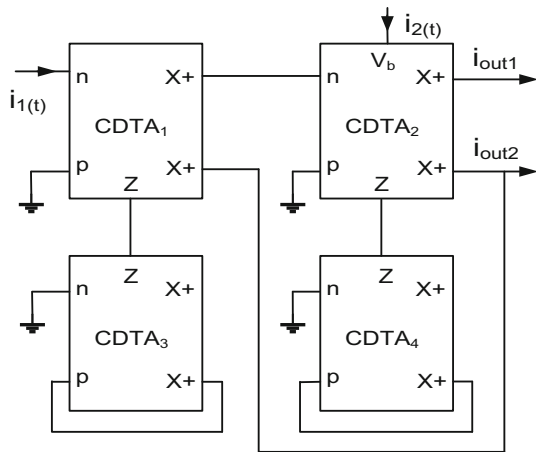 i2(t)
n X+ n Vb X+ iout1
i1(t)
CDTA1 CDTA2
p X+ p X+ iout2
Z Z
Z Z
n X+ n X+
CDTA3 CDTA4
p X+ p X+